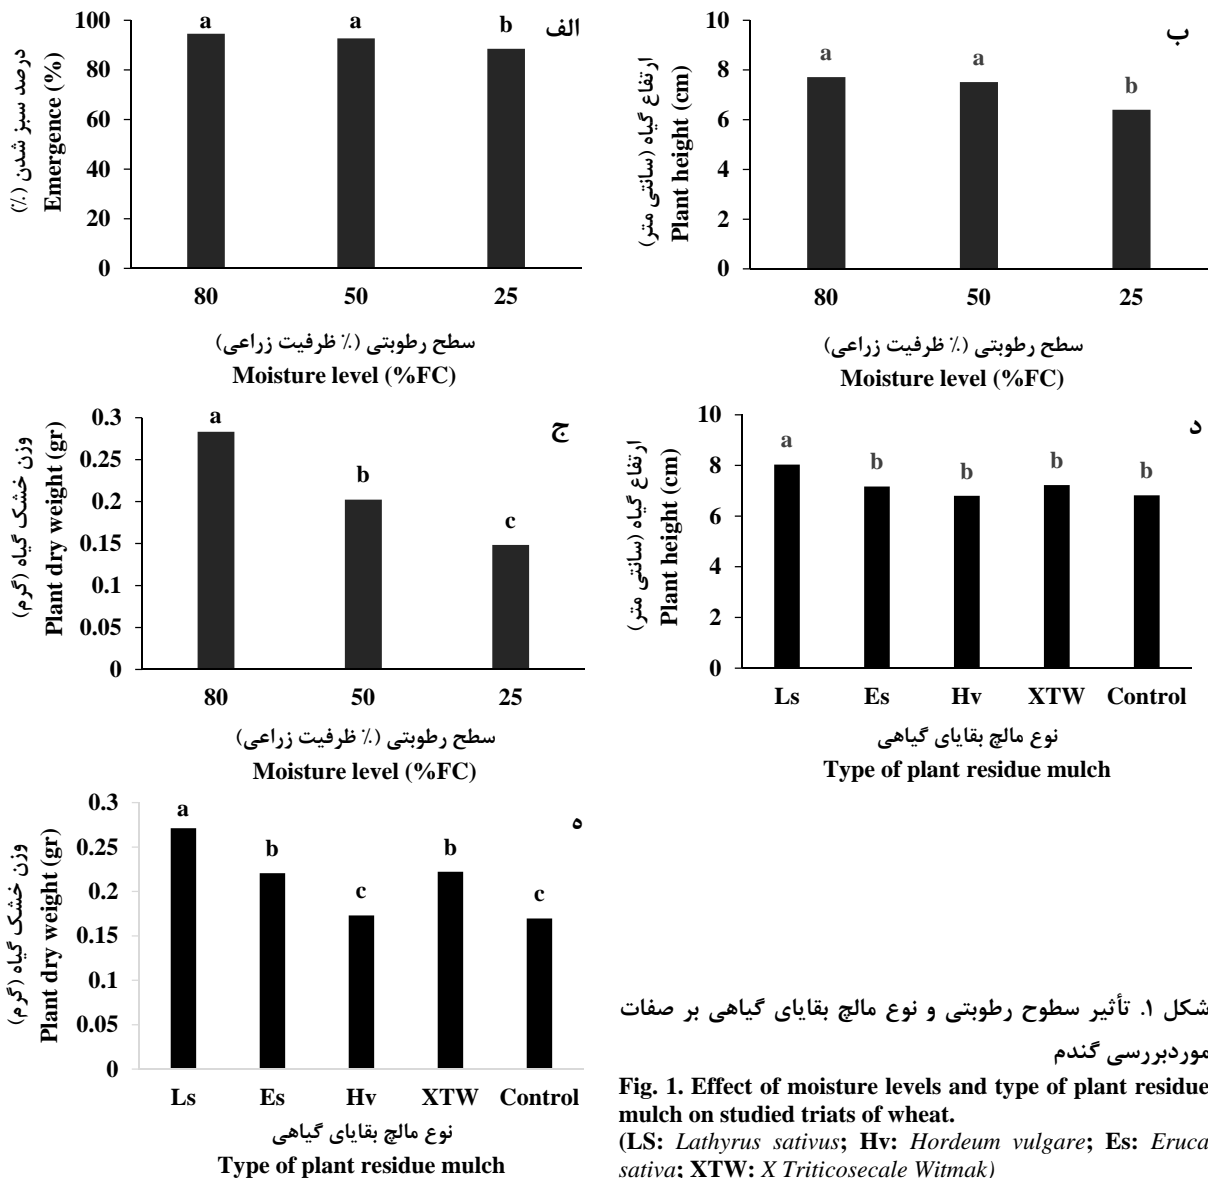 الف
درصد سبز شدن (٪)
Emergence (%)
100
80
60
40
20
0
a
a
b
80
50
25
سطح رطوبتی (٪ ظرفیت زراعی)
Moisture level (%FC)
ب
ارتفاع گیاه (سانتی متر)
Plant height (cm)
10
8
6
4
2
0
a
a
b
80
50
25
سطح رطوبتی (٪ ظرفیت زراعی)
Moisture level (%FC)
ج
وزن خشک گیاه (گرم)
Plant dry weight (gr)
0.3
0.25
0.2
0.15
0.1
0.05
0
a
b
c
80
50
25
سطح رطوبتی (٪ ظرفیت زراعی)
Moisture level (%FC)
د
ارتفاع گیاه (سانتی متر)
Plant height (cm)
10
8
6
4
2
0
a
b
b
b
b
Ls Es Hv XTW Control
نوع مالچ بقایای گیاهی
Type of plant residue mulch
ه
وزن خشک گیاه (گرم)
Plant dry weight (gr)
0.3
0.25
0.2
0.15
0.1
0.05
0
a
b
c
b
c
Ls Es Hv XTW Control
نوع مالچ بقایای گیاهی
Type of plant residue mulch
شکل ۱. تأثیر سطوح رطوبتی و نوع مالچ بقایای گیاهی بر صفات
موردبررسی گندم
Fig. 1. Effect of moisture levels and type of plant residue
mulch on studied triats of wheat.
(LS: Lathyrus sativus; Hv: Hordeum vulgare; Es: Eruca
sativa; XTW: X Triticosecale Witmak)